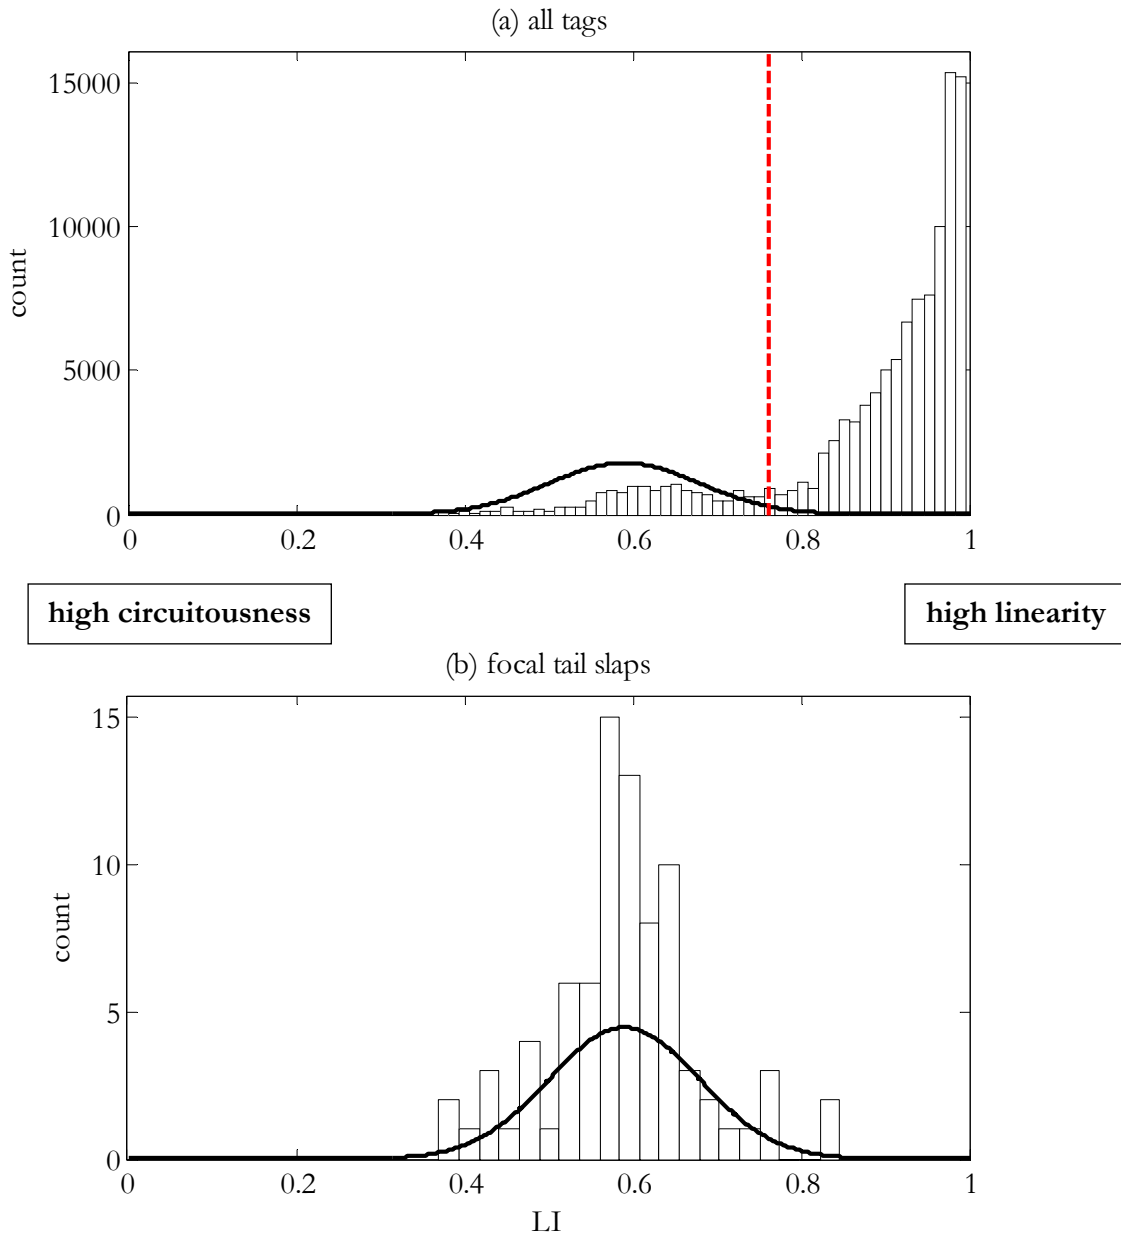 (a) all tags
15000
10000
5000
0
count
0 0.2 0.4 0.6 0.8 1
high circuitousness
high linearity
(b) focal tail slaps
15
10
5
0
count
0 0.2 0.4 0.6 0.8 1
LI